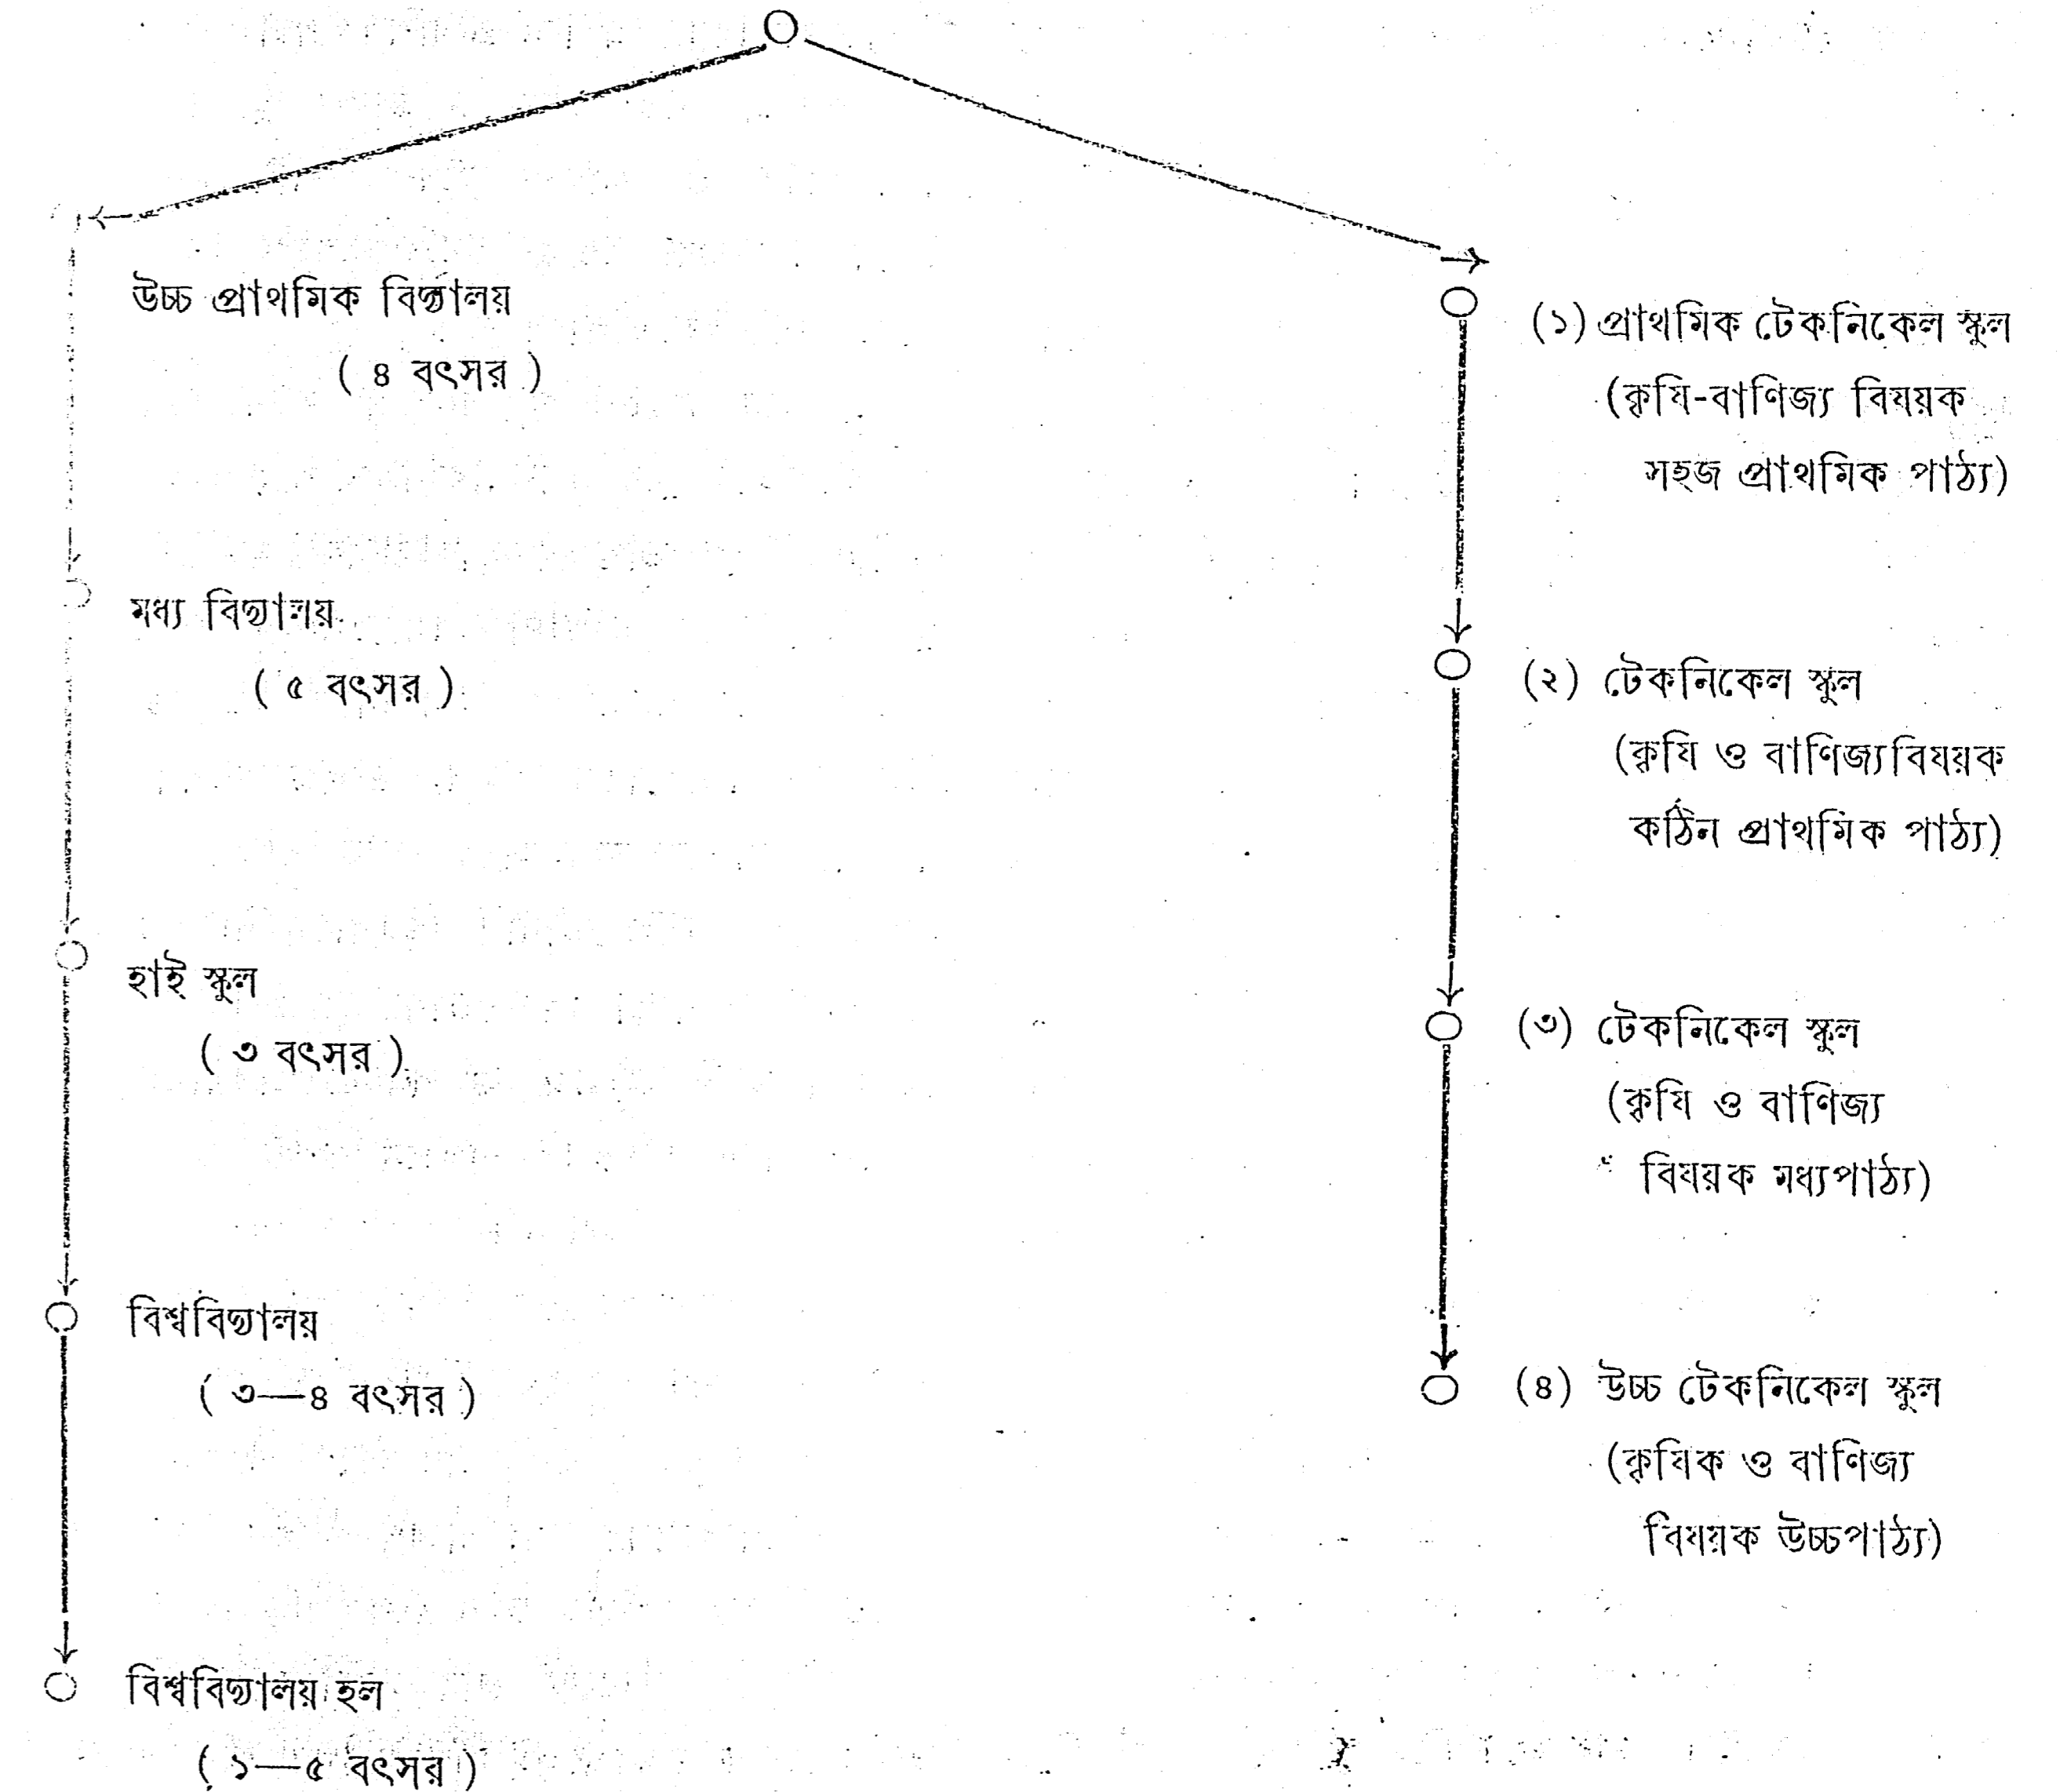 উচ্চ প্রাথমিক বিদ্যালয়
( ৪ বৎসর )
মধ্য বিদ্যালয়
( ৫ বৎসর )
হাই স্কুল
( ৩ বৎসর )
বিশ্ববিদ্যালয়
( ৩—৪ বৎসর )
বিশ্ববিদ্যালয় হল
( ১—৫ বৎসর )
(১) প্রাথমিক টেকনিকেল স্কুল
(কৃষি-বাণিজ্য বিষয়ক
সহজ প্রাথমিক পাঠ্য)
(২) টেকনিকেল স্কুল
(কৃষি ও বাণিজ্যবিষয়ক
কঠিন প্রাথমিক পাঠ্য)
(৩) টেকনিকেল স্কুল
(কৃষি ও বাণিজ্য
বিষয়ক মধ্যপাঠ্য)
(৪) উচ্চ টেকনিকেল স্কুল
(কৃষিক ও বাণিজ্য
বিষয়ক উচ্চপাঠ্য)